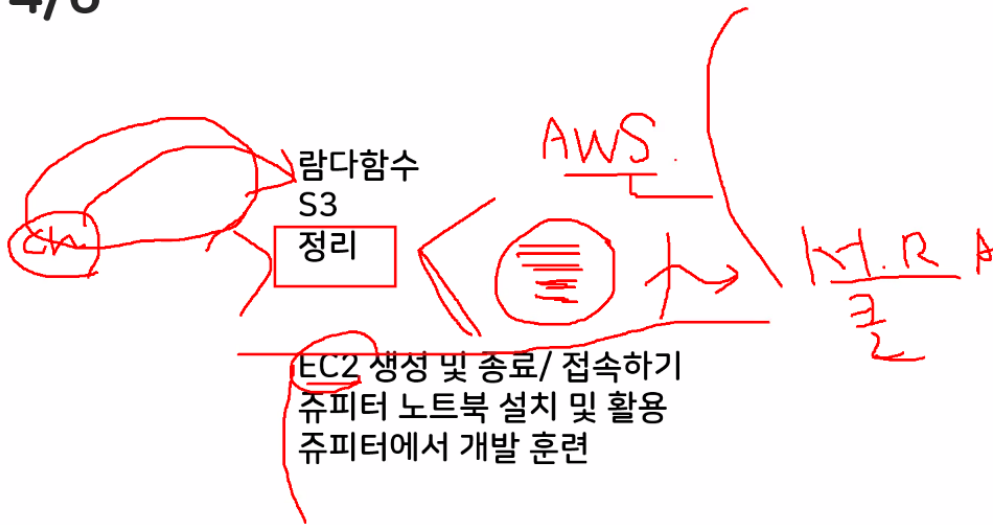 AWS.
람다함수
S3
정리
EC2 생성 및 종료/ 접속하기
쥬피터 노트북 설치 및 활용
쥬피터에서 개발 훈련